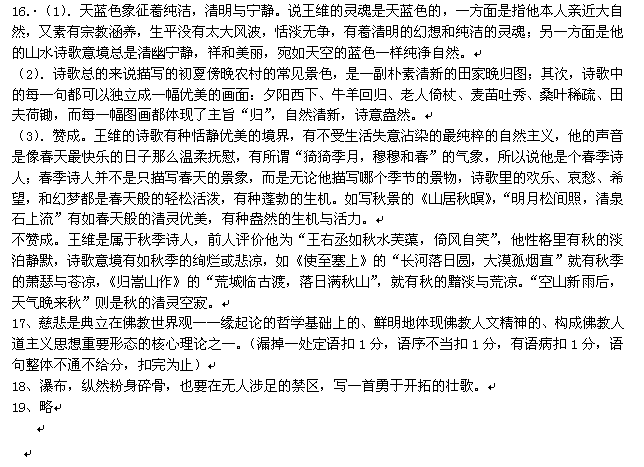 16.·（1）. 天蓝色象征着纯洁，清明与宁静。说王维的灵魂是天蓝色的，一方面是指他本人亲近大自
然，又素有宗教涵养，生平没有太大风波，恬淡无争，有着清明的幻想和纯洁的灵魂；另一方面是他
的山水诗歌意境总是清幽宁静，祥和美丽，宛如天空的蓝色一样纯净自然。
（2）. 诗歌总的来说描写的初夏傍晚农村的常见景色，是一副朴素清新的田家晚归图；其次，诗歌中
的每一句都可以独立成一幅优美的画面：夕阳西下、牛羊回归、老人倚杖、麦苗吐秀、桑叶稀疏、田
夫荷锄，而每一幅图画都体现了主旨“归”，自然清新，诗意盎然。
（3）. 赞成。王维的诗歌有种恬静优美的境界，有不受生活失意沾染的最纯粹的自然主义，他的声音
是像春天最快乐的日子那么温柔抚慰，有所谓“猗猗季月，穆穆和春”的气象，所以说他是个春季诗
人；春季诗人并不是只描写春天的景象，而是无论他描写哪个季节的景物，诗歌里的欢乐、哀愁、希
望，和幻梦都是春天般的轻松活泼，有种蓬勃的生机。如写秋景的《山居秋暝》，“明月松间照，清泉
石上流”有如春天般的清灵优美，有种盎然的生机与活力。
不赞成。王维是属于秋季诗人，前人评价他为“王右丞如秋水芙蕖，倚风自笑”，他性格里有秋的淡
泊静默，诗歌意境有如秋季的绚烂或悲凉，如《使至塞上》的“长河落日圆，大漠孤烟直”就有秋季
的萧瑟与苍凉，《归嵩山作》的“荒城临古渡，落日满秋山”，就有秋的黯淡与荒凉。“空山新雨后，
天气晚来秋”则是秋的清灵空寂。
17、慈悲是典立在佛教世界观——缘起论的哲学基础上的、鲜明地体现佛教人文精神的、构成佛教人
道主义思想重要形态的核心理论之一。（漏掉一处定语扣 1 分，语序不当扣 1 分，有语病扣 1 分，语
句整体不通不给分，扣完为止）
18、瀑布，纵然粉身碎骨，也要在无人涉足的禁区，写一首勇于开拓的壮歌。
19、略